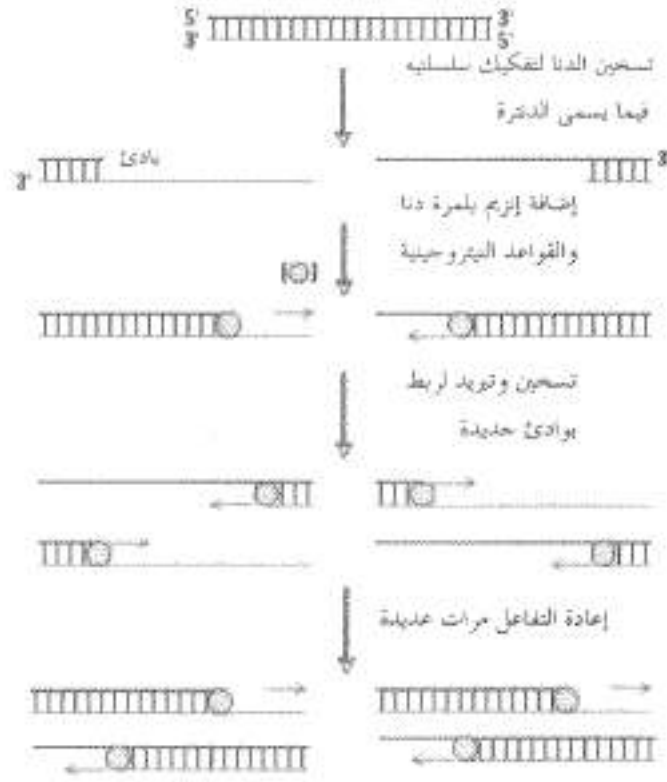 5' 3'
3' 5'
تسخين الدنا لتفكيك سلسلتيه
فيما يسمى الدنترة
بادئ
3'
3
إضافة إنزيم بلمرة دنا
والقواعد النيتروجينية
تسخين وتبريد لربط
بوادئ جديدة
إعادة التفاعل مرات عديدة